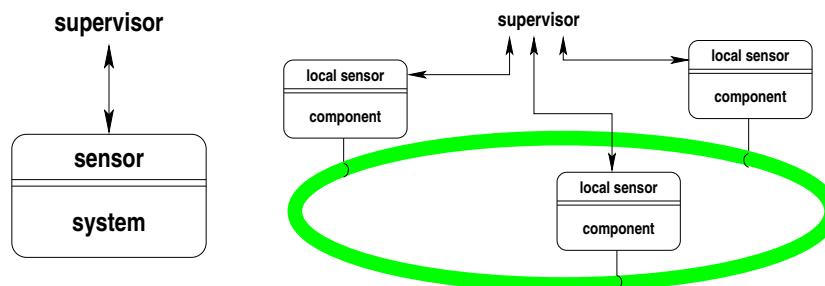 supervisor
sensor
system
supervisor
local sensor
component
local sensor
component
local sensor
component